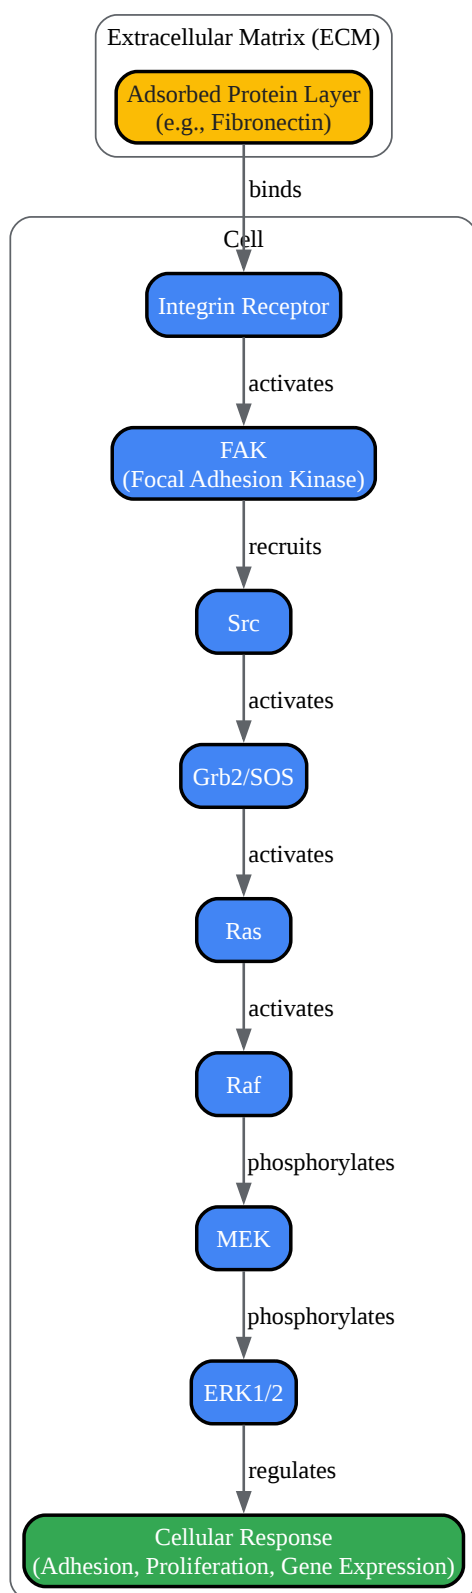 Extracellular Matrix (ECM)
Adsorbed Protein Layer
(e.g., Fibronectin)
binds
Cell
Integrin Receptor
activates
FAK
(Focal Adhesion Kinase)
recruits
Src
activates
Grb2/SOS
activates
Ras
activates
Raf
phosphorylates
MEK
phosphorylates
ERK1/2
regulates
Cellular Response
(Adhesion, Proliferation, Gene Expression)